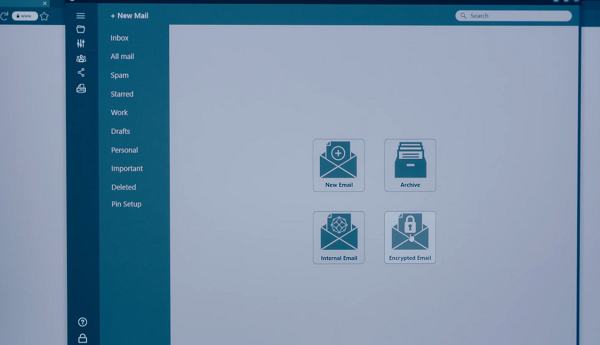 www
+ New Mail
Search
Inbox
All mail
Spam
Starred
Work
Drafts
Personal
Important
Deleted
Pin Setup
New Email
Archive
Internal Email
Encrypted Email